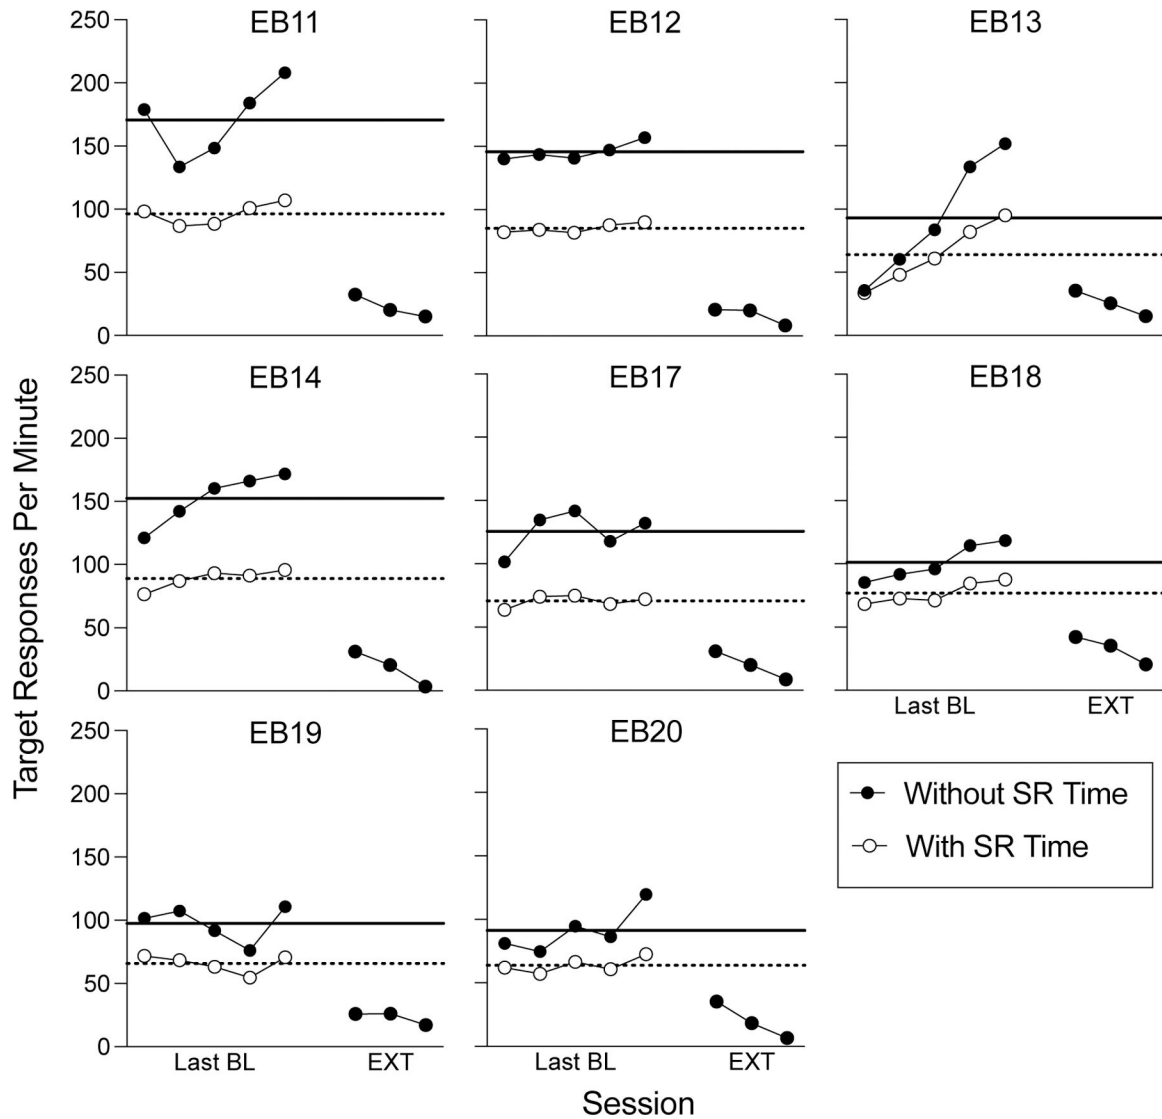 EB11
EB12
EB13
250
200
150
100
50
0
EB14
EB17
EB18
250
200
150
100
50
0
Last BL
EXT
EB19
EB20
250
200
150
100
50
0
Last BL
EXT
Last BL
EXT
Without SR Time
With SR Time
Target Responses Per Minute
Session